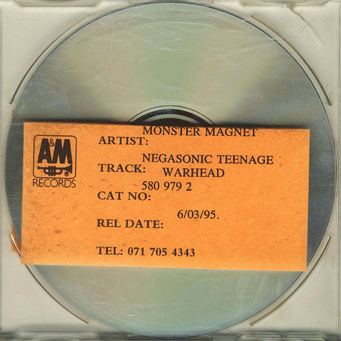 A&M
RECORDS
MONSTER MAGNET
ARTIST:
NEGASONIC TEENAGE
TRACK: WARHEAD
580 979 2
CAT NO:
6/03/95.
REL DATE:
TEL: 071 705 4343